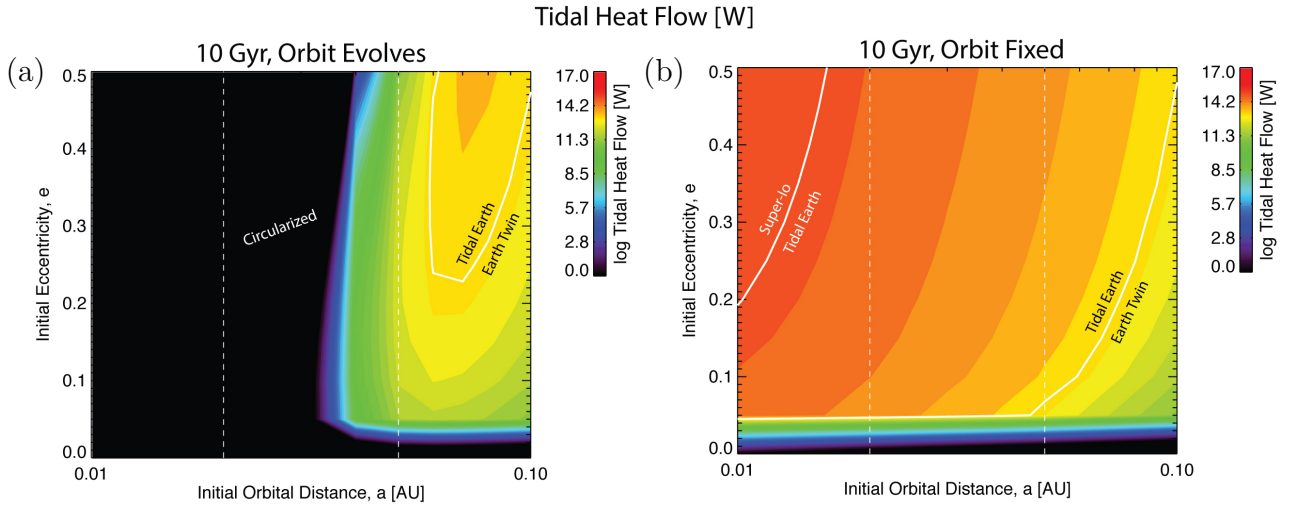 Tidal Heat Flow [W]
(a)
10 Gyr, Orbit Evolves
0.5
0.4
0.3
0.2
0.1
0.0
Initial Eccentricity, e
Circularized
Tidal Earth
Earth Twin
0.01
0.10
Initial Orbital Distance, a [AU]
17.0
14.2
11.3
8.5
5.7
2.8
0.0
log Tidal Heat Flow [W]
(b)
10 Gyr, Orbit Fixed
0.5
0.4
0.3
0.2
0.1
0.0
Initial Eccentricity, e
Super-Io
Tidal Earth
Tidal Earth
Earth Twin
0.01
0.10
Initial Orbital Distance, a [AU]
17.0
14.2
11.3
8.5
5.7
2.8
0.0
log Tidal Heat Flow [W]